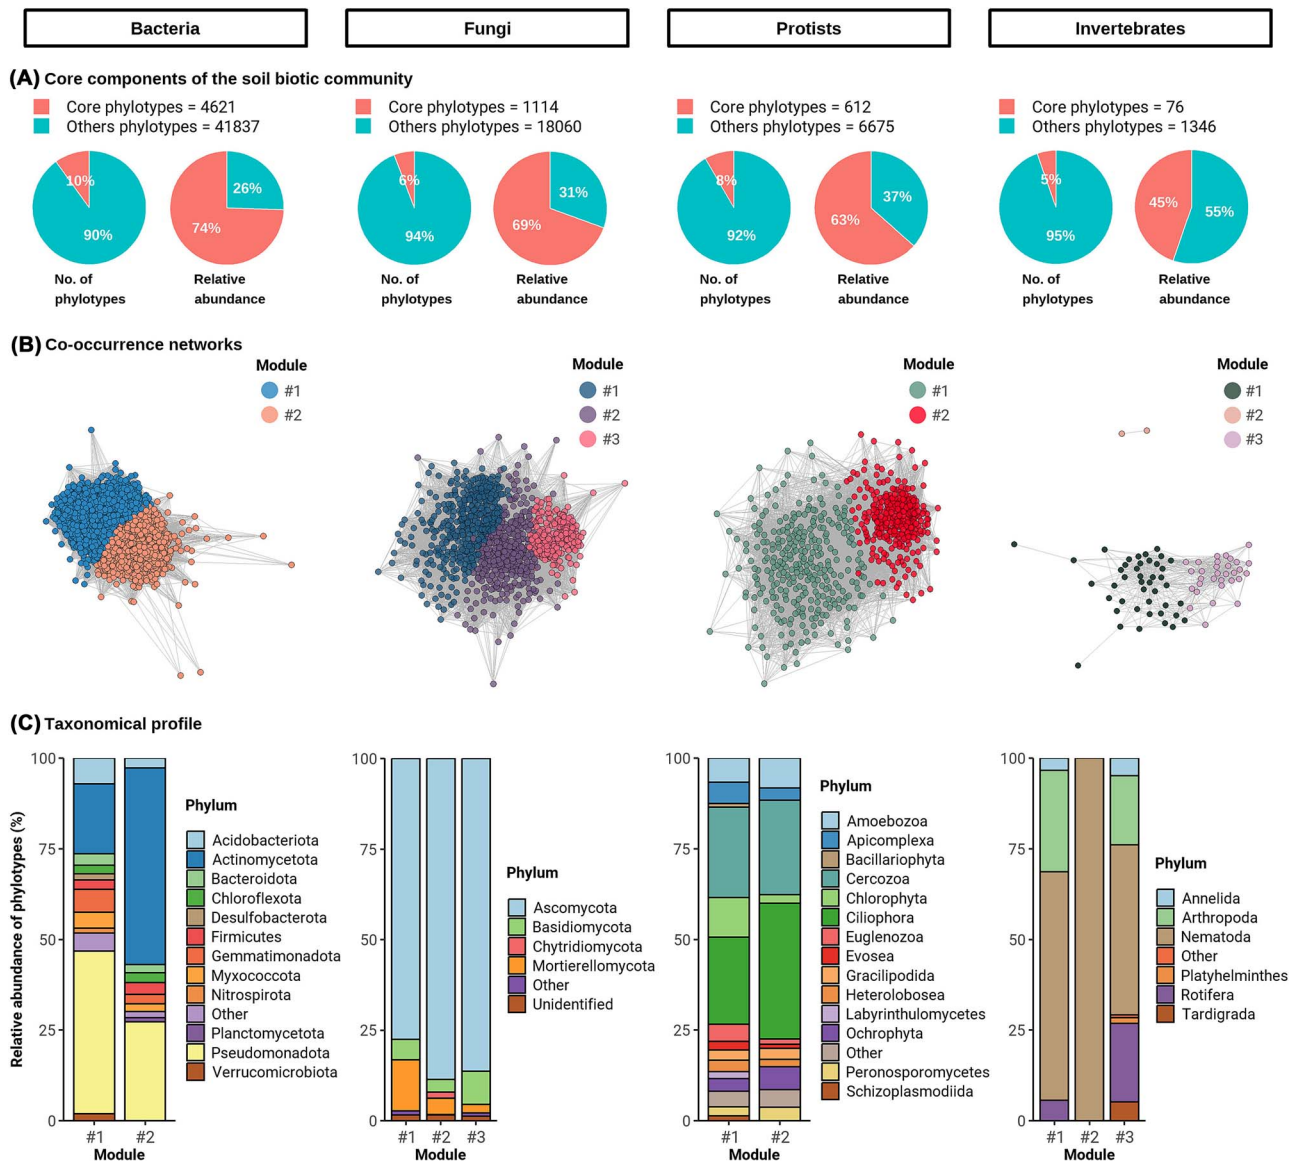 Bacteria
Fungi
Protists
Invertebrates
(A) Core components of the soil biotic community
Core phylotypes = 4621
Others phylotypes = 41837
Core phylotypes = 1114
Others phylotypes = 18060
Core phylotypes = 612
Others phylotypes = 6675
Core phylotypes = 76
Others phylotypes = 1346
10%
90%
26%
74%
6%
94%
31%
69%
8%
92%
37%
63%
5%
95%
45%
55%
No. of
phylotypes
Relative
abundance
No. of
phylotypes
Relative
abundance
No. of
phylotypes
Relative
abundance
No. of
phylotypes
Relative
abundance
(B) Co-occurrence networks
Module
#1
#2
Module
#1
#2
#3
Module
#1
#2
Module
#1
#2
#3
(C) Taxonomical profile
Relative abundance of phylotypes (%)
100
75
50
25
0
#1 #2
Module
Phylum
Acidobacteriota
Actinomycetota
Bacteroidota
Chloroflexota
Desulfobacterota
Firmicutes
Gemmatimonadota
Myxococcota
Nitrospirota
Other
Planctomycetota
Pseudomonadota
Verrucomicrobiota
100
75
50
25
0
#1 #2 #3
Module
Phylum
Ascomycota
Basidiomycota
Chytridiomycota
Mortierellomycota
Other
Unidentified
100
75
50
25
0
#1 #2
Module
Phylum
Amoebozoa
Apicomplexa
Bacillariophyta
Cercozoa
Chlorophyta
Ciliophora
Euglenozoa
Evosea
Gracilipodida
Heterolobosea
Labyrinthulomycetes
Ochrophyta
Other
Peronosporomycetes
Schizoplasmodiida
100
75
50
25
0
#1 #2 #3
Module
Phylum
Annelida
Arthropoda
Nematoda
Other
Platyhelminthes
Rotifera
Tardigrada